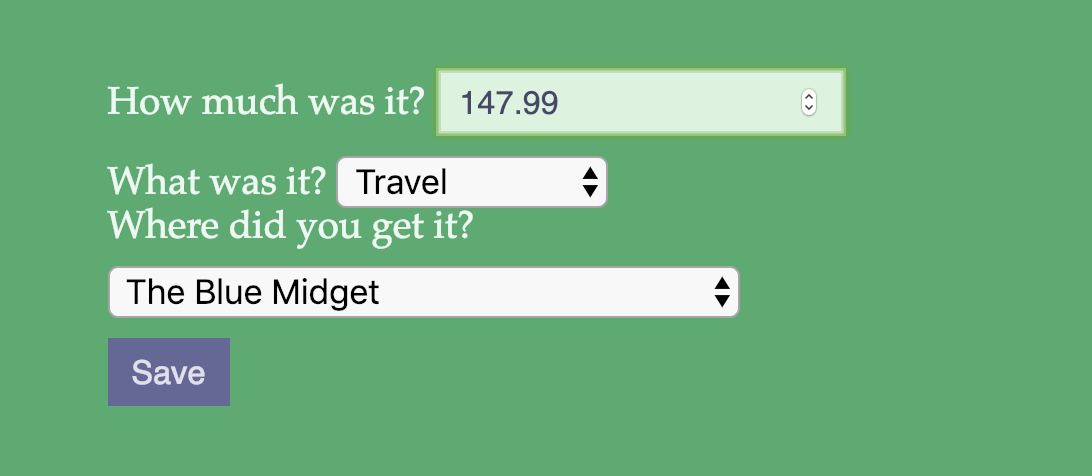 How much was it? 147.99
What was it? Travel
Where did you get it?
The Blue Midget
Save